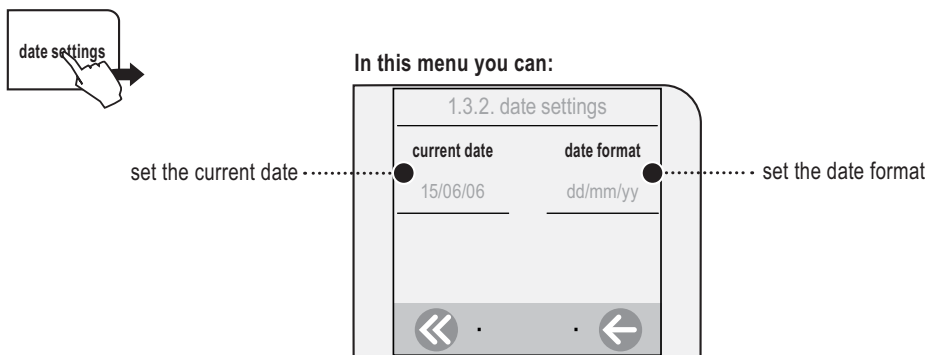 date settings
In this menu you can:
1.3.2. date settings
current date date format
set the current date set the date format
15/06/06 dd/mm/yy